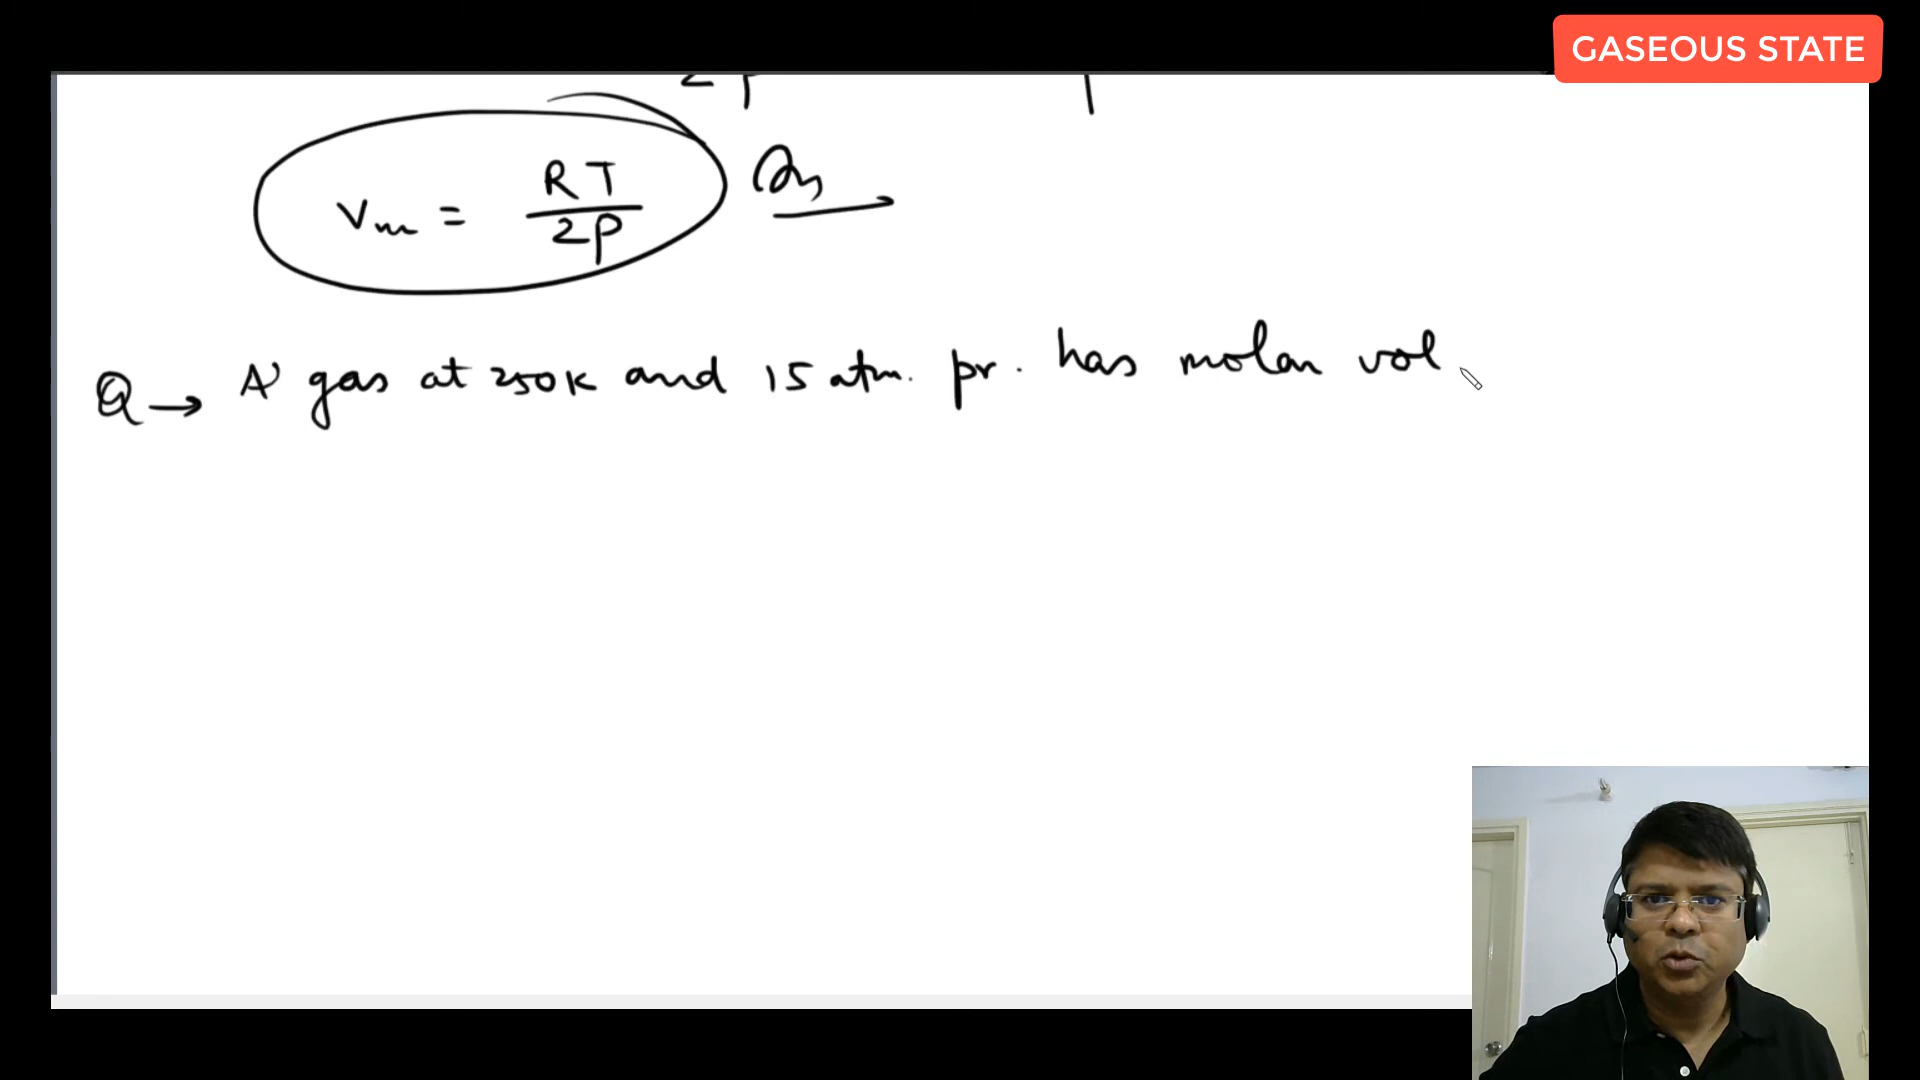 GASEOUS STATE
Vm = RT
2P
Q → A gas at 250K and 15 atm. pr. has molar vol.